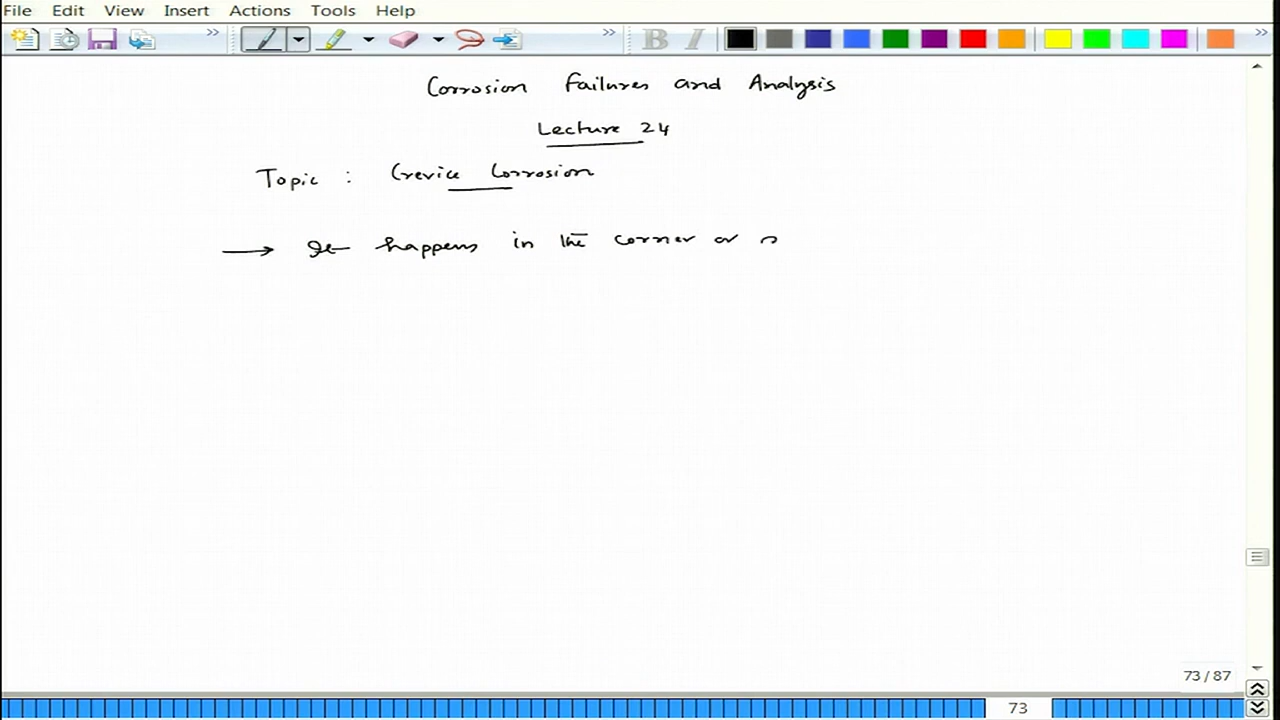 File Edit View Insert Actions Tools Help
B I
Corrosion Failures and Analysis
Lecture 24
Topic : Crevice Corrosion
→ It happens in the corner or
73 / 87
73